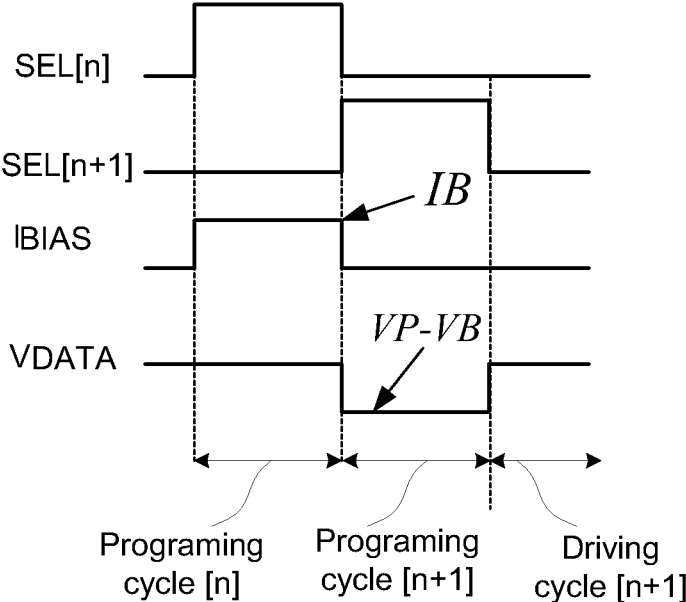 SEL[n]
SEL[n+1]
IB
IBIAS
VP-VB
VDATA
Programing
cycle [n]
Programing
cycle [n+1]
Driving
cycle [n+1]